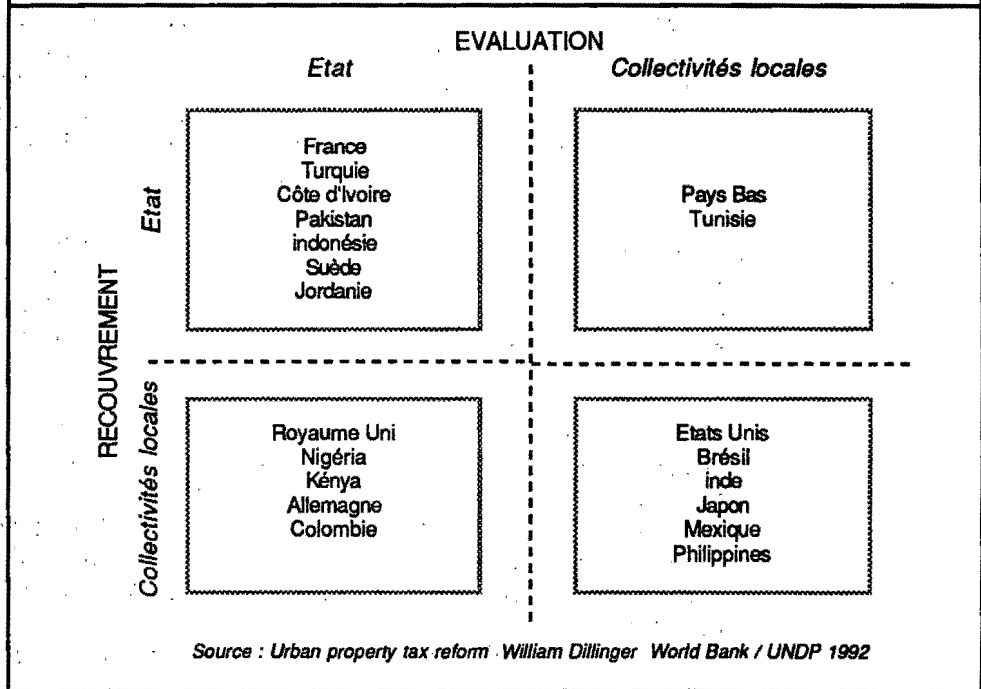 EVALUATION
Etat
Collectivités locales
RECOUVREMENT
Etat
France
Turquie
Côte d'Ivoire
Pakistan
indonésie
Suède
Jordanie
Pays Bas
Tunisie
Collectivités locales
Royaume Uni
Nigéria
Kénya
Allemagne
Colombie
Etats Unis
Brésil
inde
Japon
Mexique
Philippines
Source : Urban property tax reform William Dillinger World Bank / UNDP 1992